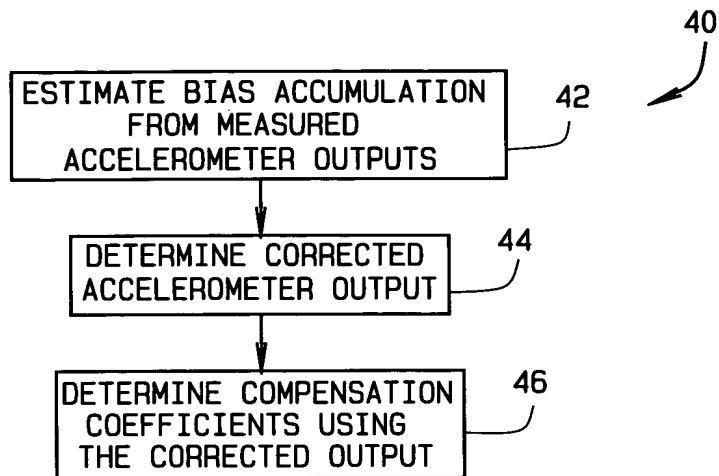 40
ESTIMATE BIAS ACCUMULATION
FROM MEASURED
ACCELEROMETER OUTPUTS
42
DETERMINE CORRECTED
ACCELEROMETER OUTPUT
44
DETERMINE COMPENSATION
COEFFICIENTS USING
THE CORRECTED OUTPUT
46